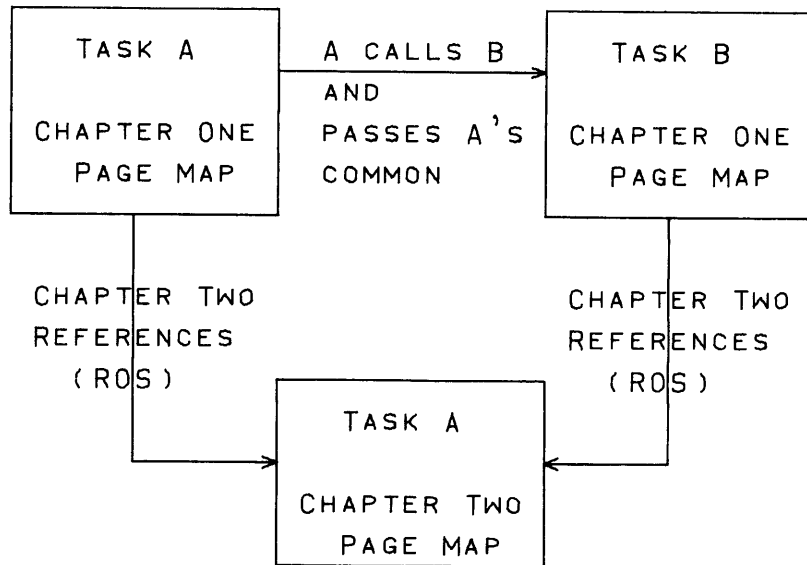 TASK A
CHAPTER ONE
PAGE MAP
A CALLS B
AND
PASSES A'S
COMMON
TASK B
CHAPTER ONE
PAGE MAP
CHAPTER TWO
REFERENCES
(ROS)
CHAPTER TWO
REFERENCES
(ROS)
TASK A
CHAPTER TWO
PAGE MAP